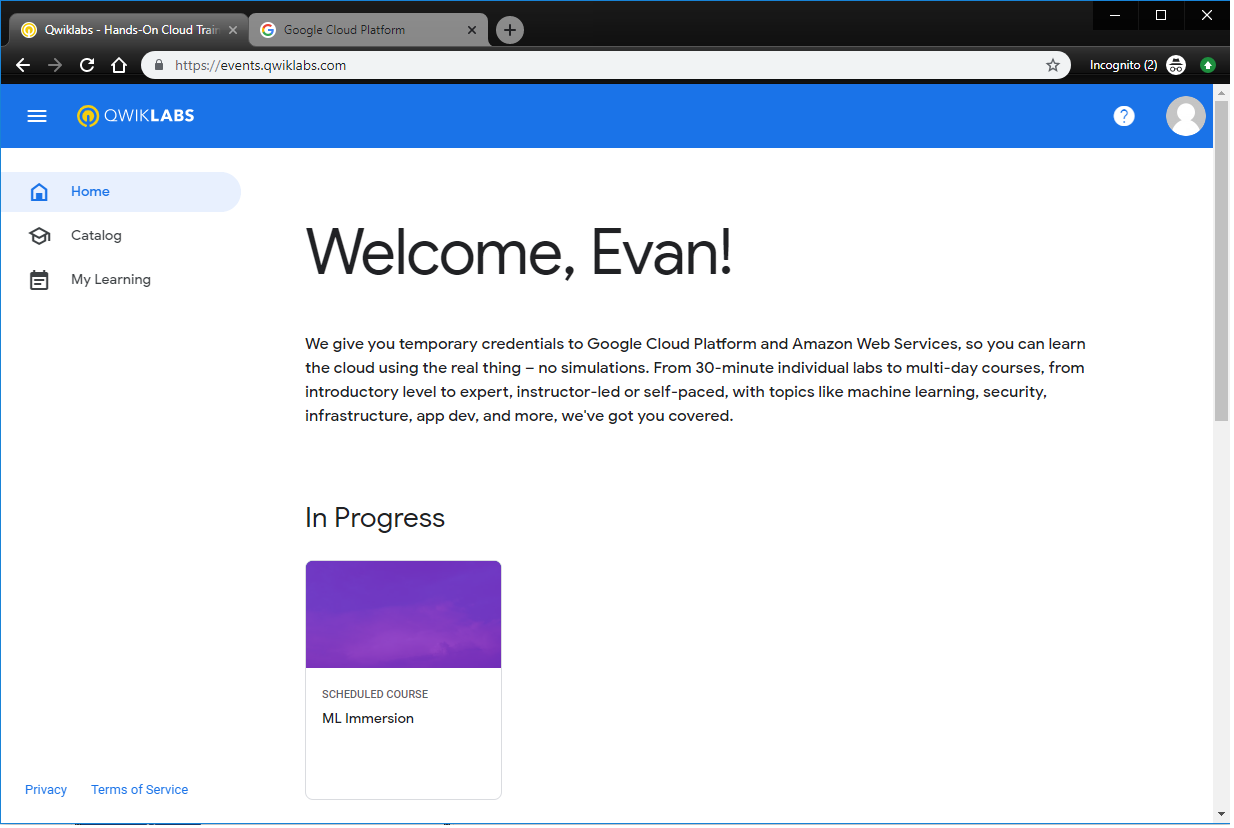 Qwiklabs - Hands-On Cloud Train
Google Cloud Platform
https://events.qwiklabs.com
Incognito (2)
QWIKLABS
?
Home
Catalog
My Learning
Welcome, Evan!
We give you temporary credentials to Google Cloud Platform and Amazon Web Services, so you can learn
the cloud using the real thing – no simulations. From 30-minute individual labs to multi-day courses, from
introductory level to expert, instructor-led or self-paced, with topics like machine learning, security,
infrastructure, app dev, and more, we've got you covered.
In Progress
SCHEDULED COURSE
ML Immersion
Privacy
Terms of Service